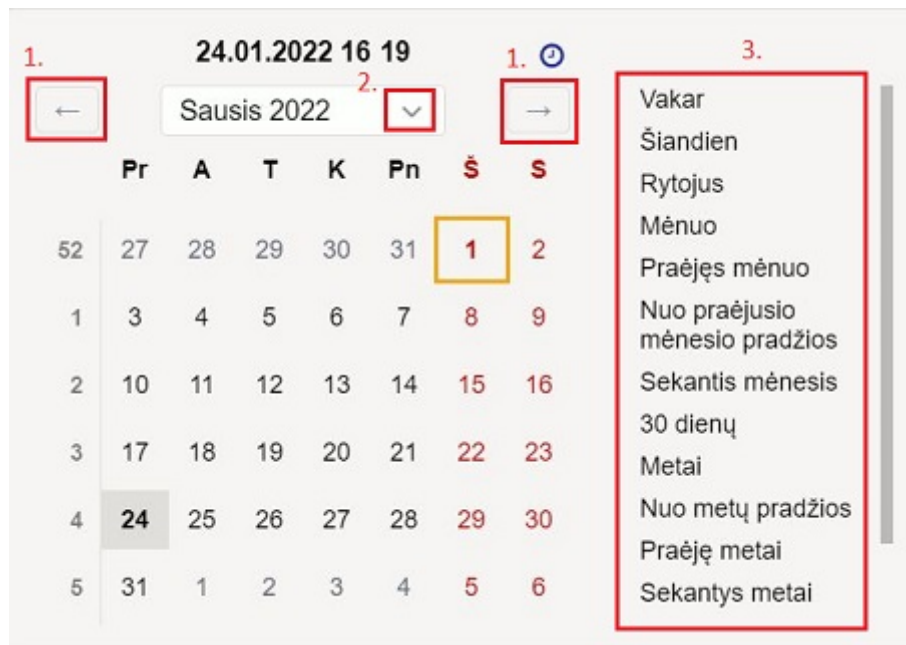 24.01.2022 16 19
1.
1.
3.
2.
←
Sausis 2022
→
Pr A T K Pn Š S
52 27 28 29 30 31 1 2
1 3 4 5 6 7 8 9
2 10 11 12 13 14 15 16
3 17 18 19 20 21 22 23
4 24 25 26 27 28 29 30
5 31 1 2 3 4 5 6
Vakar
Šiandien
Rytojus
Mėnuo
Praėjęs mėnuo
Nuo praėjusio
mėnesio pradžios
Sekantis mėnesis
30 dienų
Metai
Nuo metų pradžios
Praėję metai
Sekantys metai